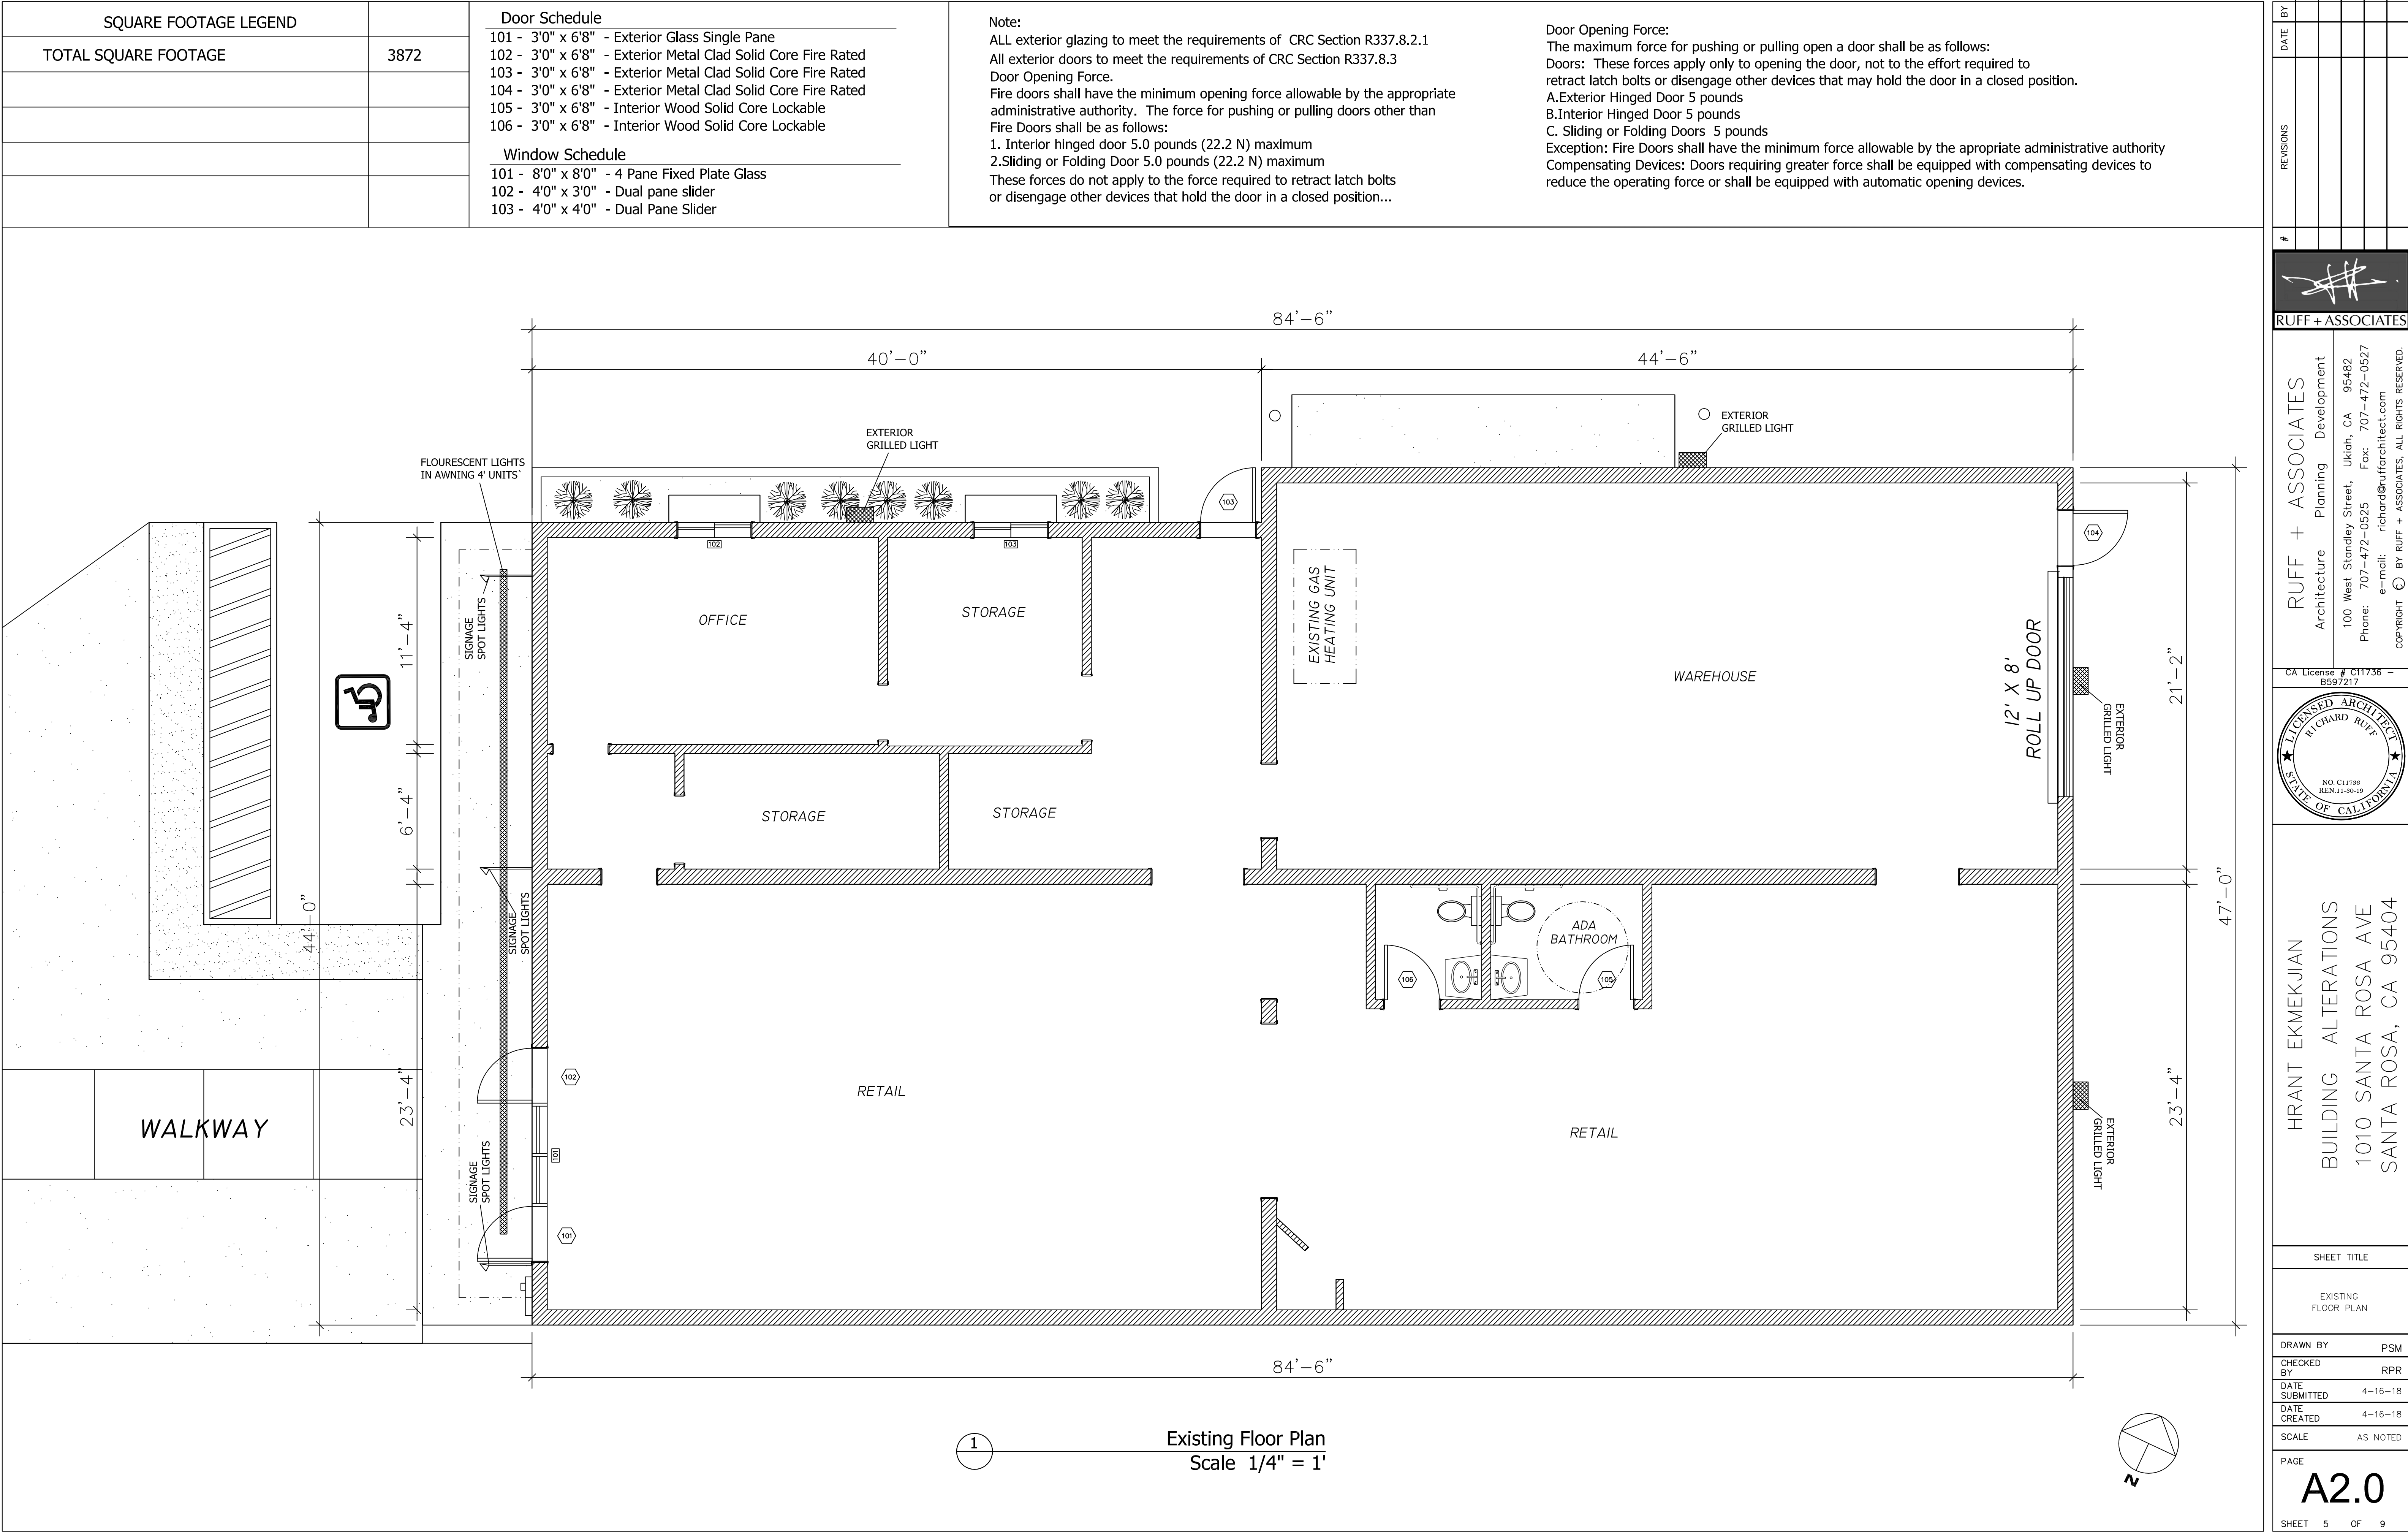 SQUARE FOOTAGE LEGEND
TOTAL SQUARE FOOTAGE 3872
Door Schedule
101 - 3'0" x 6'8" - Exterior Glass Single Pane
102 - 3'0" x 6'8" - Exterior Metal Clad Solid Core Fire Rated
103 - 3'0" x 6'8" - Exterior Metal Clad Solid Core Fire Rated
104 - 3'0" x 6'8" - Exterior Metal Clad Solid Core Fire Rated
105 - 3'0" x 6'8" - Interior Wood Solid Core Lockable
106 - 3'0" x 6'8" - Interior Wood Solid Core Lockable
Window Schedule
101 - 8'0" x 8'0" - 4 Pane Fixed Plate Glass
102 - 4'0" x 3'0" - Dual pane slider
103 - 4'0" x 4'0" - Dual Pane Slider
Note:
ALL exterior glazing to meet the requirements of CRC Section R337.8.2.1
All exterior doors to meet the requirements of CRC Section R337.8.3
Door Opening Force.
Fire doors shall have the minimum opening force allowable by the appropriate
administrative authority. The force for pushing or pulling doors other than
Fire Doors shall be as follows:
1. Interior hinged door 5.0 pounds (22.2 N) maximum
2.Sliding or Folding Door 5.0 pounds (22.2 N) maximum
These forces do not apply to the force required to retract latch bolts
or disengage other devices that hold the door in a closed position...
Door Opening Force:
The maximum force for pushing or pulling open a door shall be as follows:
Doors: These forces apply only to opening the door, not to the effort required to
retract latch bolts or disengage other devices that may hold the door in a closed position.
A.Exterior Hinged Door 5 pounds
B.Interior Hinged Door 5 pounds
C. Sliding or Folding Doors 5 pounds
Exception: Fire Doors shall have the minimum force allowable by the apropriate administrative authority
Compensating Devices: Doors requiring greater force shall be equipped with compensating devices to
reduce the operating force or shall be equipped with automatic opening devices.
84'-6"
40'-0"
44'-6"
EXTERIOR
GRILLED LIGHT
EXTERIOR
GRILLED LIGHT
FLOURESCENT LIGHTS
IN AWNING 4' UNITS`
103
104
102
103
OFFICE
STORAGE
EXISTING GAS
HEATING UNIT
WAREHOUSE
12' X 8'
ROLL UP DOOR
SIGNAGE
SPOT LIGHTS
11'-4"
21'-2"
EXTERIOR
GRILLED LIGHT
6'-4"
STORAGE
STORAGE
44'-0"
SIGNAGE
SPOT LIGHTS
47'-0"
ADA
BATHROOM
106
105
102
RETAIL
RETAIL
23'-4"
23'-4"
WALKWAY
101
EXTERIOR
GRILLED LIGHT
SIGNAGE
SPOT LIGHTS
101
84'-6"
1
Existing Floor Plan
Scale 1/4" = 1'
N
# REVISIONS DATE BY
RUFF + ASSOCIATES
RUFF + ASSOCIATES
Architecture Planning Development
100 West Standley Street, Ukiah, CA 95482
Phone: 707-472-0525 Fax: 707-472-0527
e-mail: richard@ruffarchitect.com
COPYRIGHT C BY RUFF + ASSOCIATES, ALL RIGHTS RESERVED.
CA License # C11736 -
B597217
LICENSED ARCHITECT
RICHARD RUFF
NO. C11736
REN.11-30-19
STATE OF CALIFORNIA
HRANT EKMEKJIAN
BUILDING ALTERATIONS
1010 SANTA ROSA AVE
SANTA ROSA, CA 95404
SHEET TITLE
EXISTING
FLOOR PLAN
DRAWN BY PSM
CHECKED
BY RPR
DATE
SUBMITTED 4-16-18
DATE
CREATED 4-16-18
SCALE AS NOTED
PAGE
A2.0
SHEET 5 OF 9